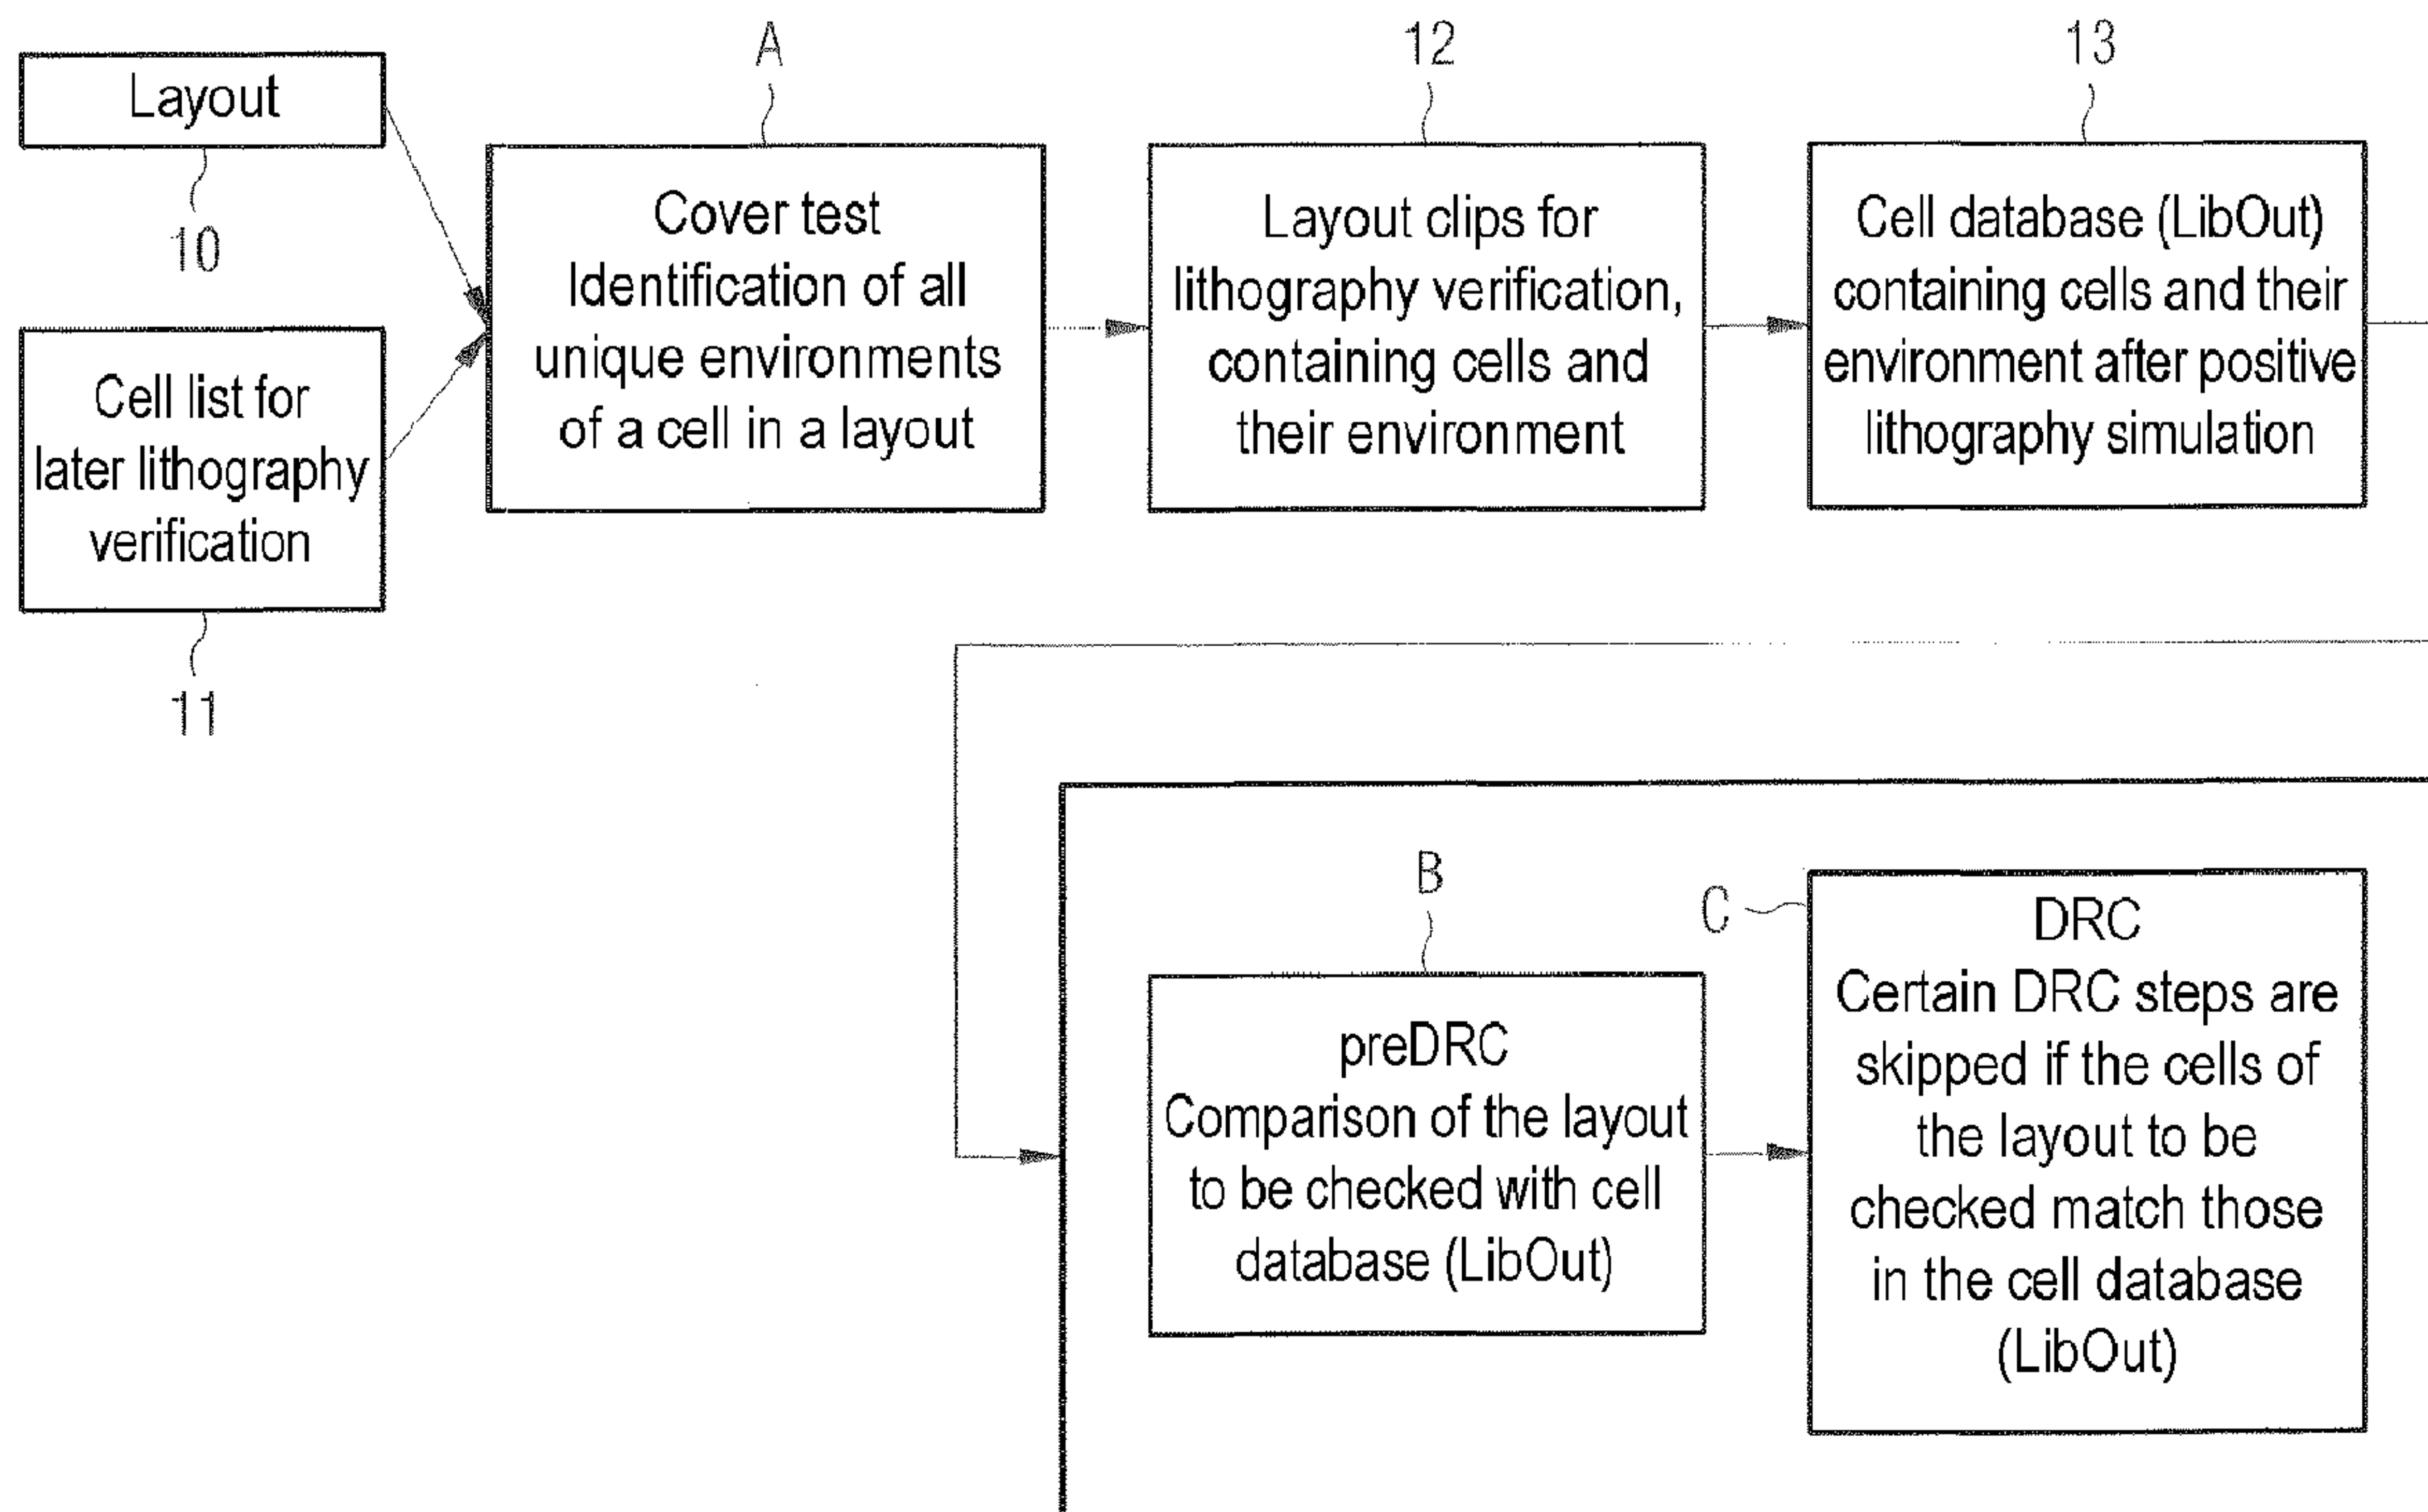 Layout
10
Cell list for
later lithography
verification
11
A
Cover test
Identification of all
unique environments
of a cell in a layout
12
Layout clips for
lithography verification,
containing cells and
their environment
13
Cell database (LibOut)
containing cells and their
environment after positive
lithography simulation
B
preDRC
Comparison of the layout
to be checked with cell
database (LibOut)
C
DRC
Certain DRC steps are
skipped if the cells of
the layout to be
checked match those
in the cell database
(LibOut)